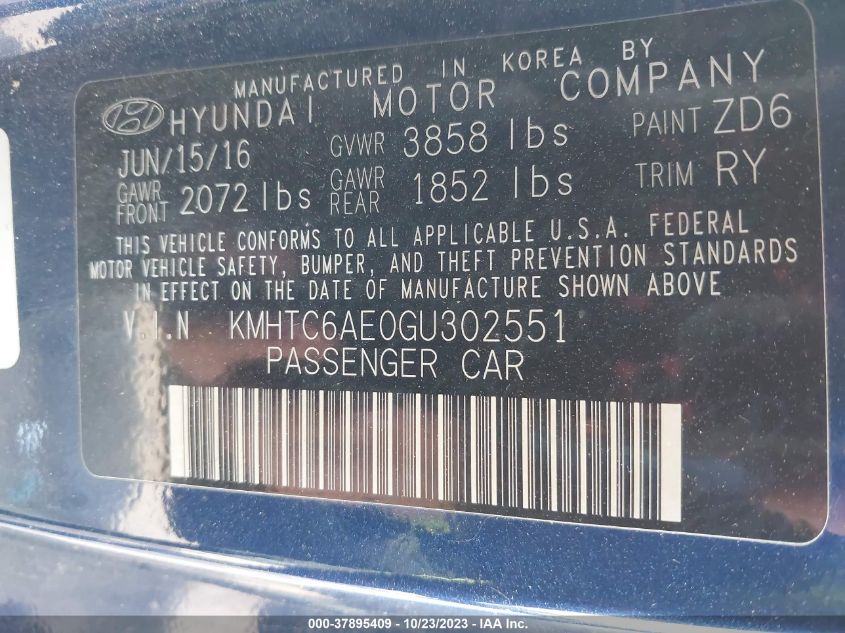 MANUFACTURED IN KOREA BY
HYUNDAI MOTOR COMPANY
JUN/15/16 GVWR 3858 lbs PAINT ZD6
GAWR FRONT 2072 lbs GAWR REAR 1852 lbs TRIM RY
THIS VEHICLE CONFORMS TO ALL APPLICABLE U.S.A. FEDERAL
MOTOR VEHICLE SAFETY, BUMPER, AND THEFT PREVENTION STANDARDS
IN EFFECT ON THE DATE OF MANUFACTURE SHOWN ABOVE
V.I.N KMHTC6AE0GU302551
PASSENGER CAR
000-37895409 - 10/23/2023 - IAA Inc.